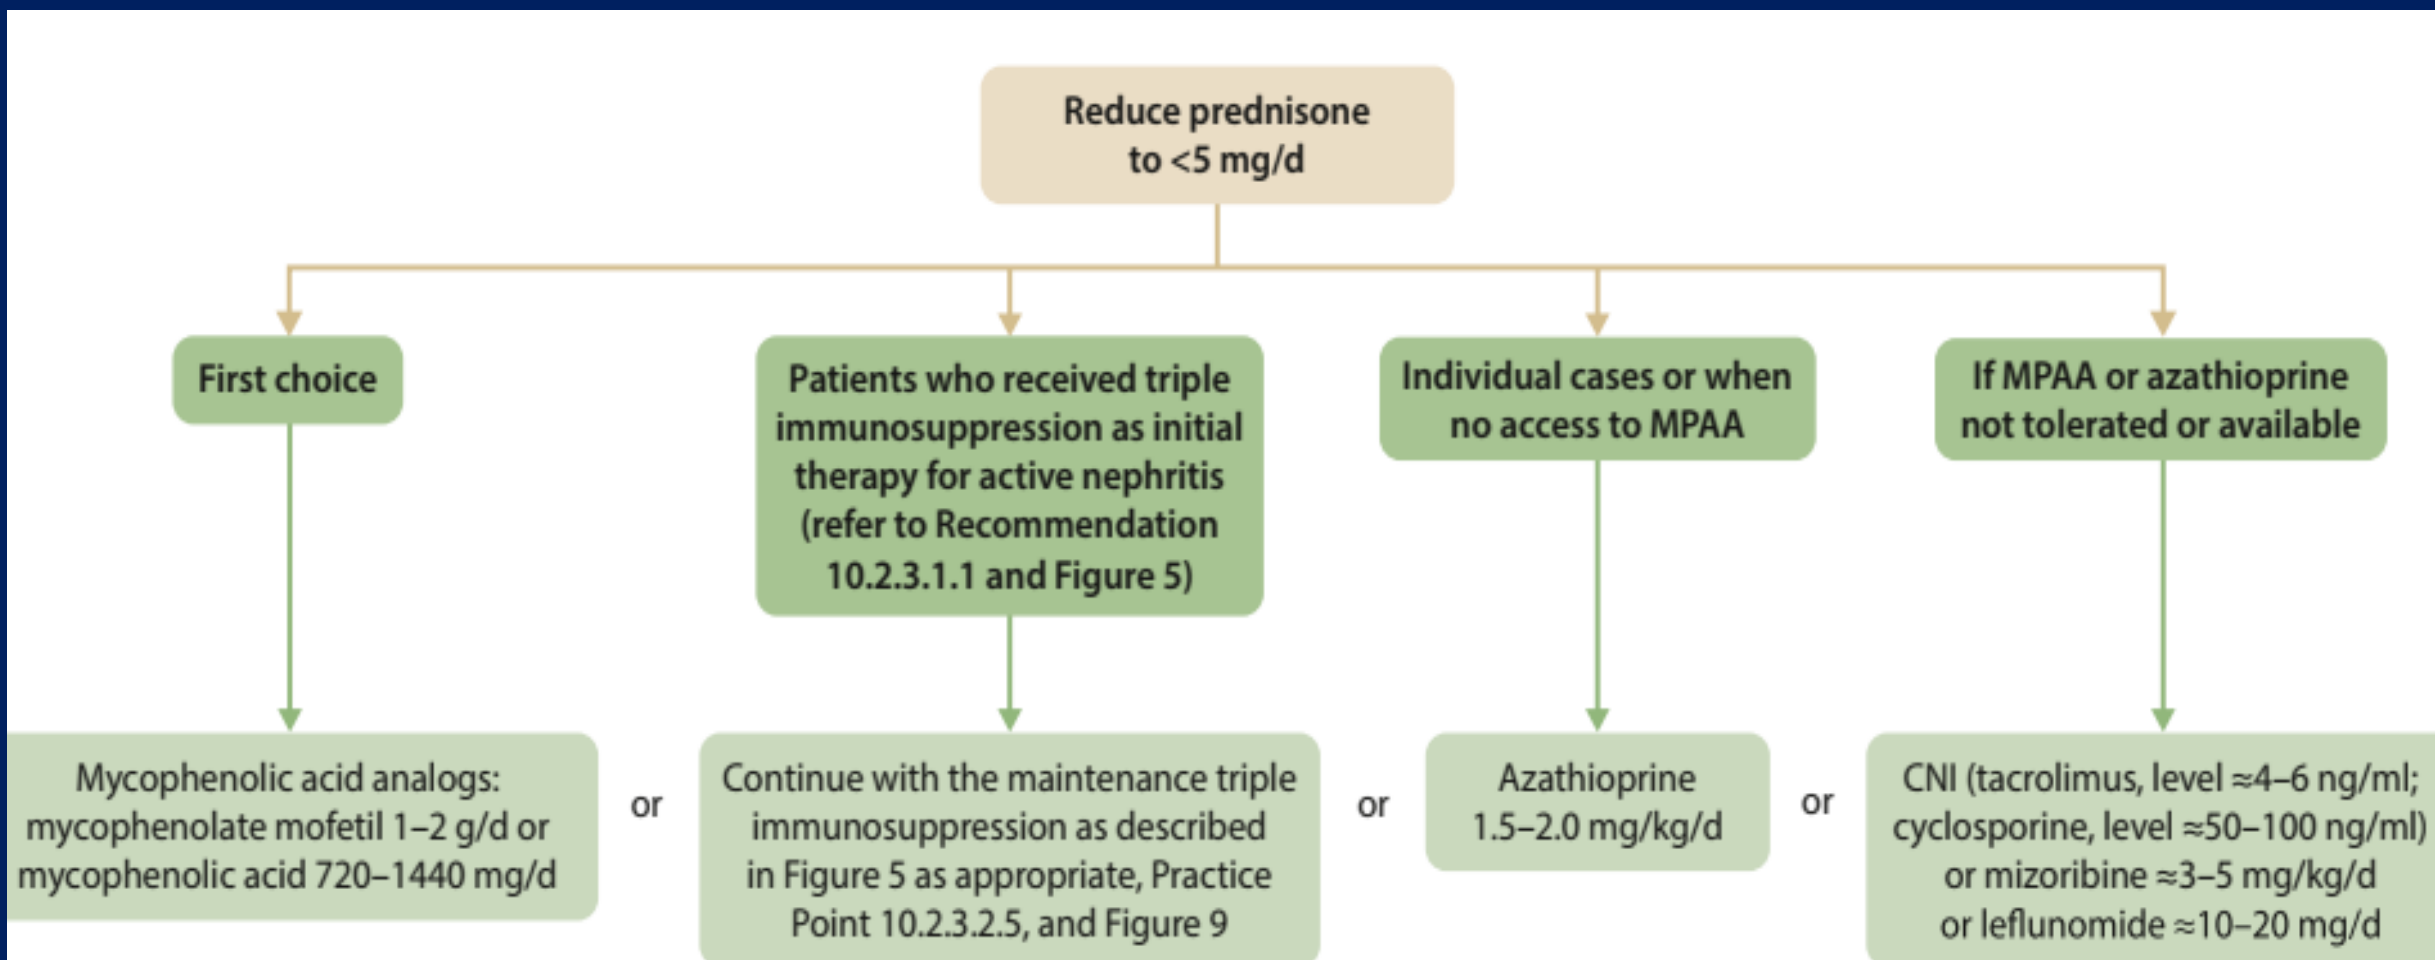 Reduce prednisone
to <5 mg/d
First choice
Patients who received triple
immunosuppression as initial
therapy for active nephritis
(refer to Recommendation
10.2.3.1.1 and Figure 5)
Individual cases or when
no access to MPAA
If MPAA or azathioprine
not tolerated or available
Mycophenolic acid analogs:
mycophenolate mofetil 1–2 g/d or
mycophenolic acid 720–1440 mg/d
or
Continue with the maintenance triple
immunosuppression as described
in Figure 5 as appropriate, Practice
Point 10.2.3.2.5, and Figure 9
or
Azathioprine
1.5–2.0 mg/kg/d
or
CNI (tacrolimus, level ≈4–6 ng/ml;
cyclosporine, level ≈50–100 ng/ml)
or mizoribine ≈3–5 mg/kg/d
or leflunomide ≈10–20 mg/d